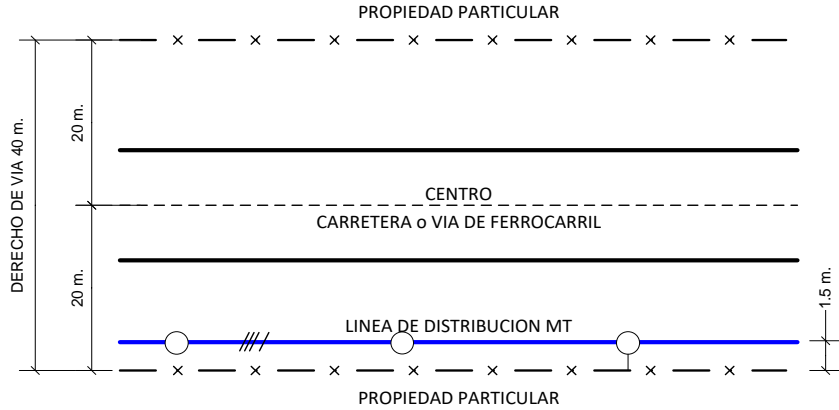 PROPIEDAD PARTICULAR
DERECHO DE VIA 40 m.
20 m.
CENTRO
CARRETERA o VIA DE FERROCARRIL
20 m.
1.5 m.
LINEA DE DISTRIBUCION MT
PROPIEDAD PARTICULAR